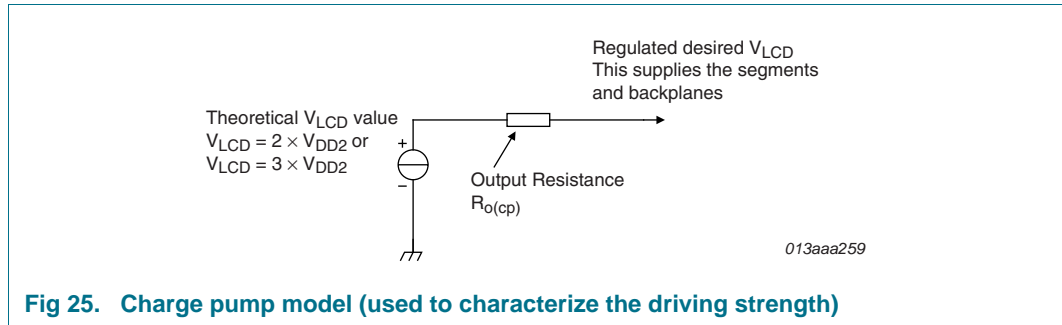 Regulated desired VLCD
This supplies the segments
and backplanes
Theoretical VLCD value
VLCD = 2 × VDD2 or
VLCD = 3 × VDD2
+
−
Output Resistance
Ro(cp)
013aaa259
Fig 25. Charge pump model (used to characterize the driving strength)